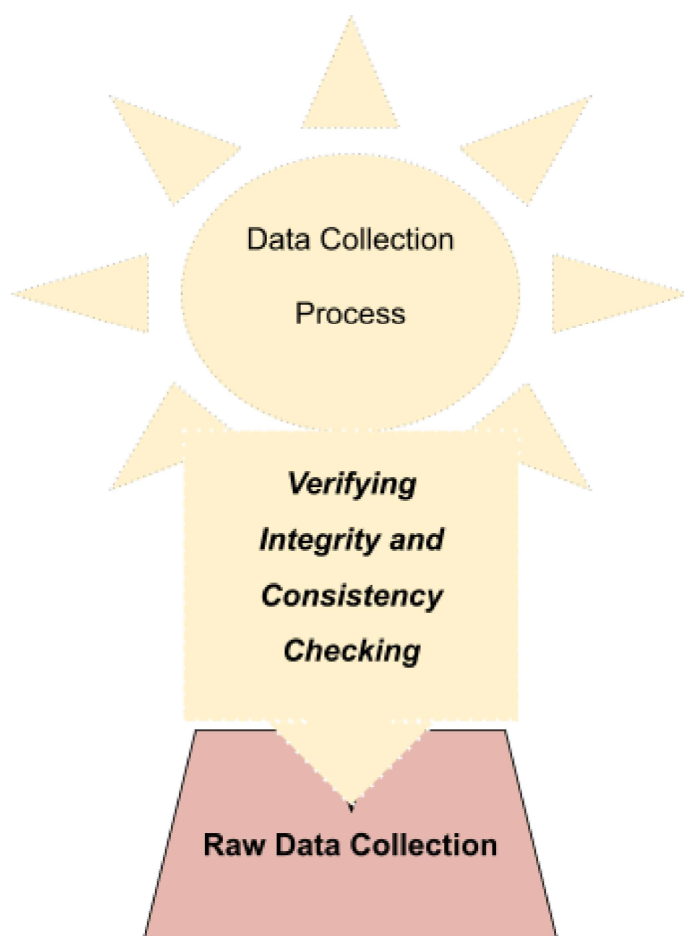 Data Collection
Process
Verifying
Integrity and
Consistency
Checking
Raw Data Collection